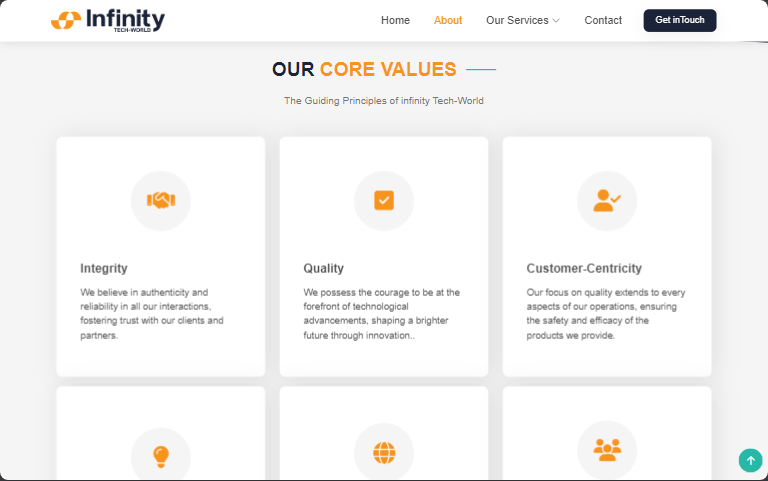 Infinity
TECH-WORLD
Home
About
Our Services
Contact
Get inTouch
OUR CORE VALUES
The Guiding Principles of infinity Tech-World
Integrity
We believe in authenticity and
reliability in all our interactions,
fostering trust with our clients and
partners.
Quality
We possess the courage to be at the
forefront of technological
advancements, shaping a brighter
future through innovation..
Customer-Centricity
Our focus on quality extends to every
aspects of our operations, ensuring
the safety and efficacy of the
products we provide.